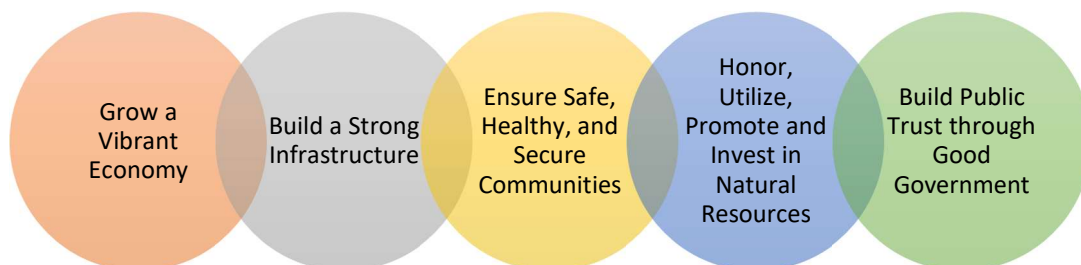 Grow a
Vibrant
Economy
Build a Strong
Infrastructure
Ensure Safe,
Healthy, and
Secure
Communities
Honor,
Utilize,
Promote and
Invest in
Natural
Resources
Build Public
Trust through
Good
Government